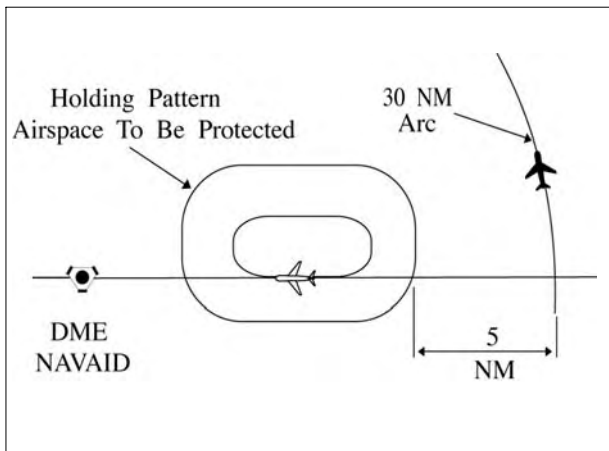 Holding Pattern
Airspace To Be Protected
30 NM
Arc
DME
NAVAID
5
NM